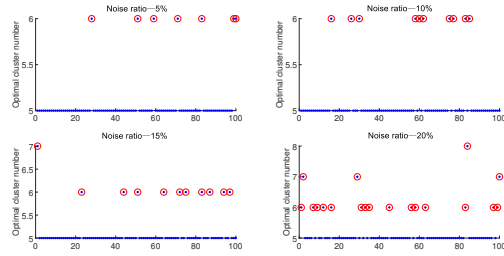 Noise ratio—5%
Optimal cluster number
6
5.5
5
0 20 40 60 80 100
Noise ratio—10%
Optimal cluster number
6
5.5
5
0 20 40 60 80 100
Noise ratio—15%
Optimal cluster number
7
6
5
0 20 40 60 80 100
Noise ratio—20%
Optimal cluster number
8
7
6
5
0 20 40 60 80 100